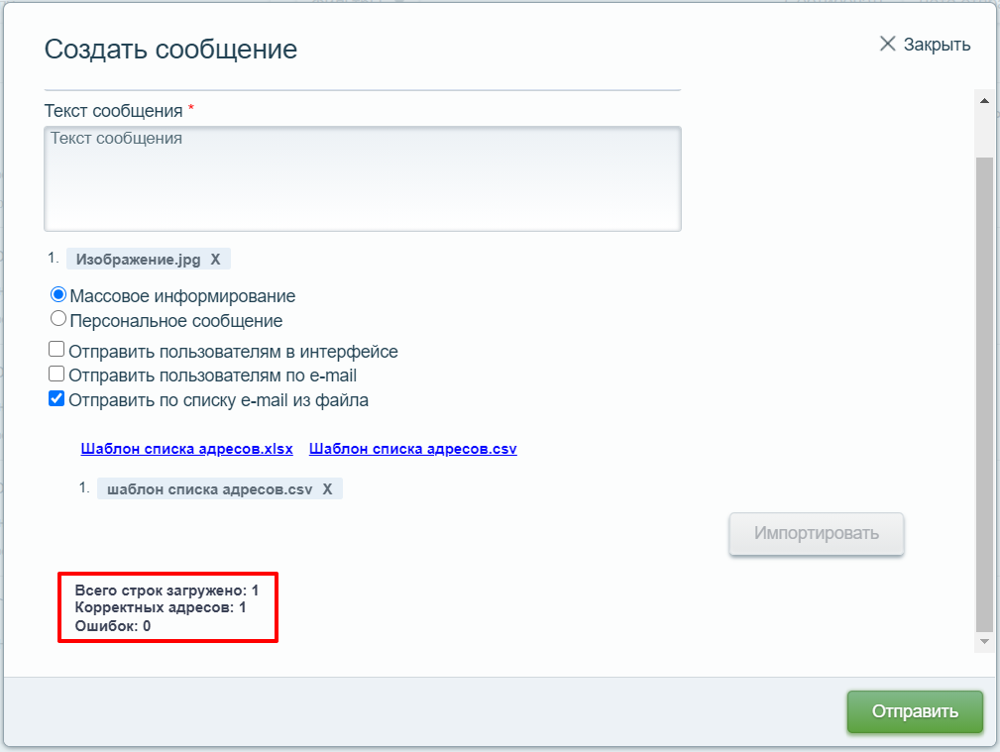 Создать сообщение
Закрыть
Текст сообщения *
Текст сообщения
1. Изображение.jpg X
Массовое информирование
Персональное сообщение
Отправить пользователям в интерфейсе
Отправить пользователям по e-mail
Отправить по списку e-mail из файла
Шаблон списка адресов.xlsx Шаблон списка адресов.csv
1. шаблон списка адресов.csv X
Импортировать
Всего строк загружено: 1
Корректных адресов: 1
Ошибок: 0
Отправить